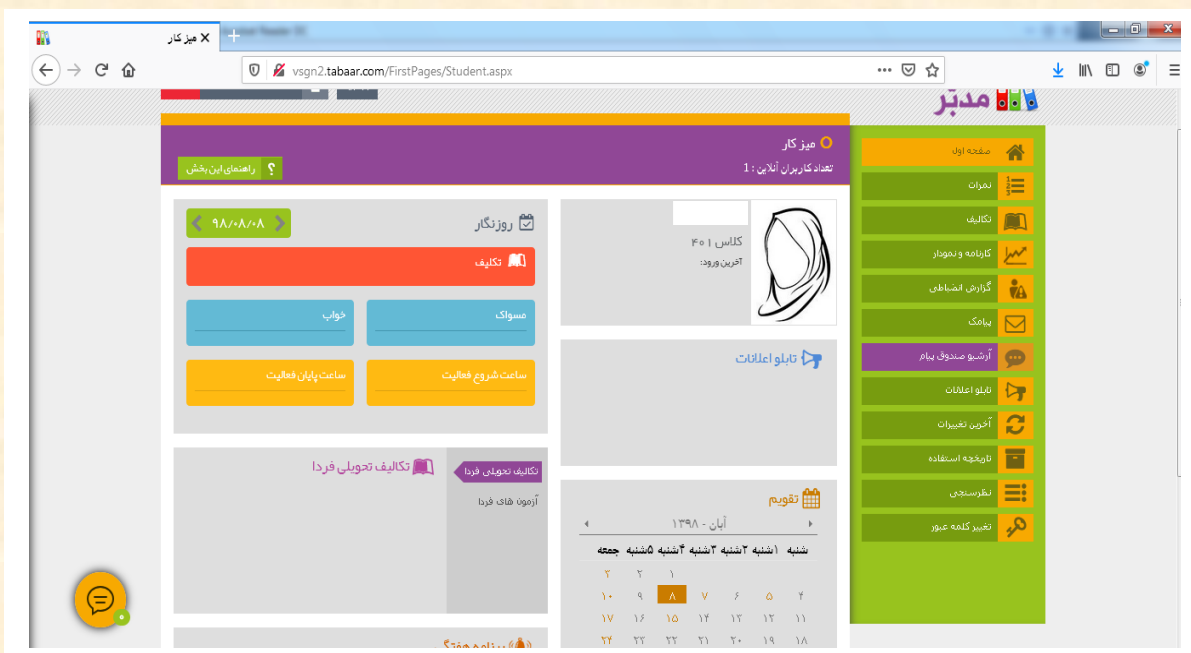 میز کار
vsgn2.tabaar.com/FirstPages/Student.aspx
مدبّر
صفحه اول
نمرات
تکالیف
کارنامه و نمودار
گزارش انضباطی
پیامک
آرشیو صندوق پیام
تابلو اعلانات
آخرین تغییرات
تاریخچه استفاده
نظرسنجی
تغییر کلمه عبور
میز کار
تعداد کاربران آنلاین : 1
راهنمای این بخش
کلاس ۴۰۱
آخرین ورود:
تابلو اعلانات
تقویم
آبان - ۱۳۹۸
شنبه ۱شنبه ۲شنبه ۳شنبه ۴شنبه ۵شنبه جمعه
۱ ۲ ۳
۴ ۵ ۶ ۷ ۸ ۹ ۱۰
۱۱ ۱۲ ۱۳ ۱۴ ۱۵ ۱۶ ۱۷
۱۸ ۱۹ ۲۰ ۲۱ ۲۲ ۲۳ ۲۴
روزنگار
۹۸/۰۸/۰۸
تکلیف
مسواک
خواب
ساعت شروع فعالیت
ساعت پایان فعالیت
تکالیف تحویلی فردا
آزمون های فردا
تکالیف تحویلی فردا
برنامه هفتگی